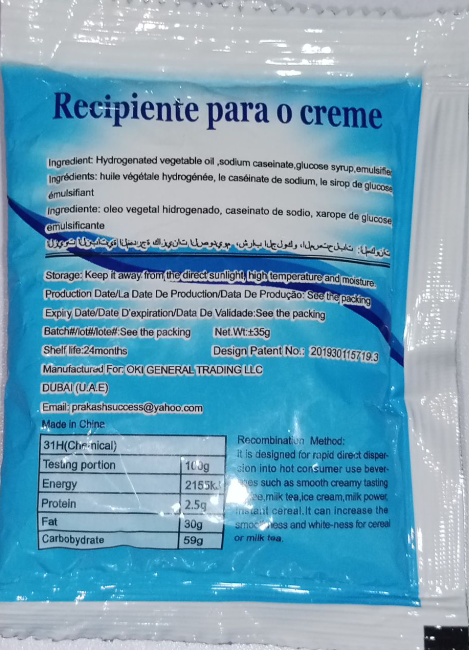 Recipiente para o creme
Ingredient: Hydrogenated vegetable oil ,sodium caseinate,glucose syrup,emulsifie
Ingrédients: huile végétale hydrogénée, le caséinate de sodium, le sirop de glucose
émulsifiant
Ingrediente: oleo vegetal hidrogenado, caseinato de sodio, xarope de glucose
emulsificante
Storage: Keep it away from the direct sunlight, high temperature and moisture.
Production Date/La Date De Production/Data De Produção: See the packing
Expiry Date/Date D'expiration/Data De Validade:See the packing
Batch#/lot#/lote#:See the packing Net.Wt:±35g
Shelf life:24months Design Patent No.: 201930115719.3
Manufactured For: OKI GENERAL TRADING LLC
DUBAI (U.A.E)
Email: prakashsuccess@yahoo.com
Made in China
31H(Chemical)
Testing portion 100g
Energy 2155k
Protein 2.5g
Fat 30g
Carbohydrate 59g
Recombination Method:
It is designed for rapid direct disper-
sion into hot consumer use bever-
ages such as smooth creamy tasting
milk tea,ice cream,milk power,
instant cereal.It can increase the
smoothness and white-ness for cereal
or milk tea.